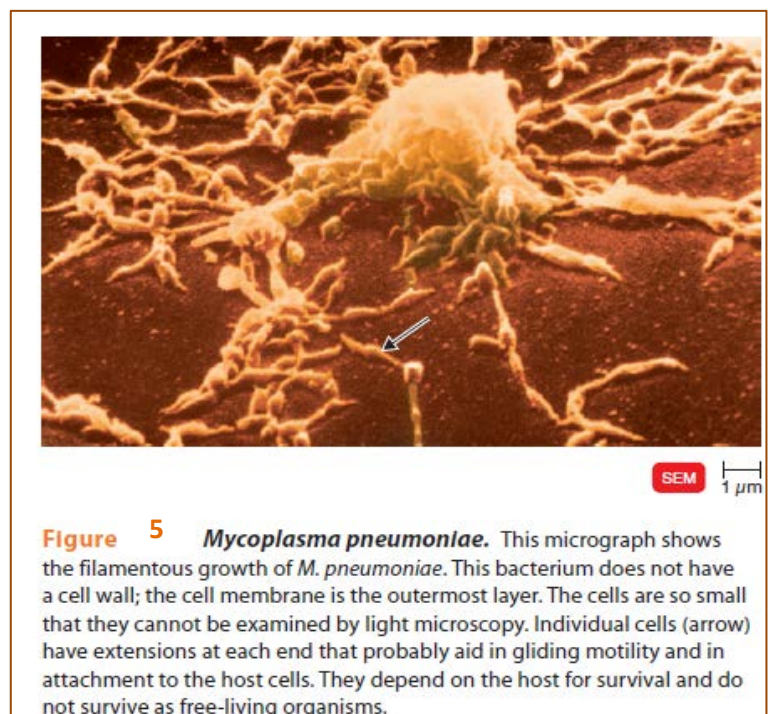 SEM 1 μm
Figure 5 Mycoplasma pneumoniae. This micrograph shows
the filamentous growth of M. pneumoniae. This bacterium does not have
a cell wall; the cell membrane is the outermost layer. The cells are so small
that they cannot be examined by light microscopy. Individual cells (arrow)
have extensions at each end that probably aid in gliding motility and in
attachment to the host cells. They depend on the host for survival and do
not survive as free-living organisms.